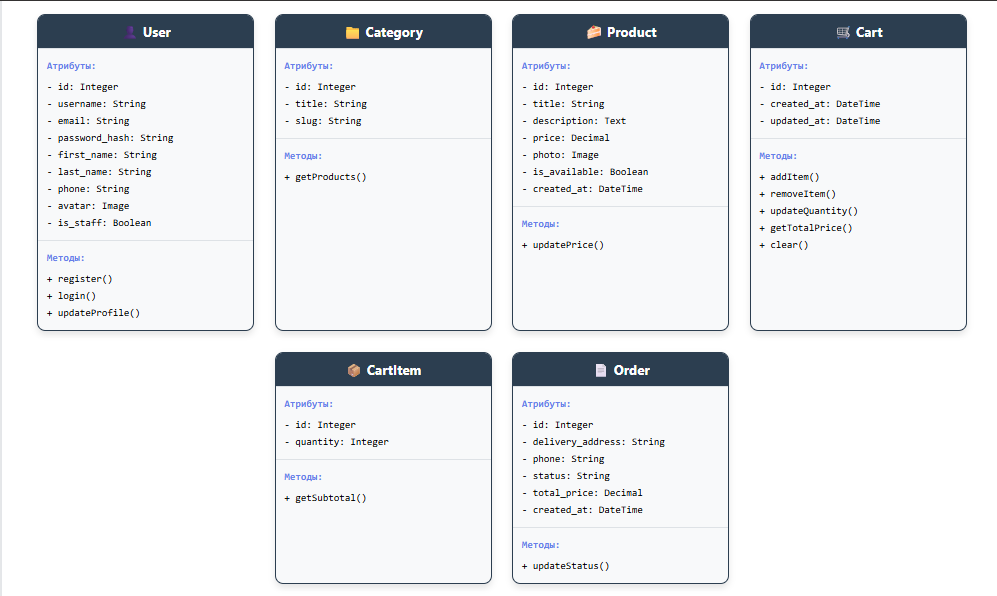 User
Атрибуты:
- id: Integer
- username: String
- email: String
- password_hash: String
- first_name: String
- last_name: String
- phone: String
- avatar: Image
- is_staff: Boolean
Методы:
+ register()
+ login()
+ updateProfile()
Category
Атрибуты:
- id: Integer
- title: String
- slug: String
Методы:
+ getProducts()
Product
Атрибуты:
- id: Integer
- title: String
- description: Text
- price: Decimal
- photo: Image
- is_available: Boolean
- created_at: DateTime
Методы:
+ updatePrice()
Cart
Атрибуты:
- id: Integer
- created_at: DateTime
- updated_at: DateTime
Методы:
+ addItem()
+ removeItem()
+ updateQuantity()
+ getTotalPrice()
+ clear()
CartItem
Атрибуты:
- id: Integer
- quantity: Integer
Методы:
+ getSubtotal()
Order
Атрибуты:
- id: Integer
- delivery_address: String
- phone: String
- status: String
- total_price: Decimal
- created_at: DateTime
Методы:
+ updateStatus()